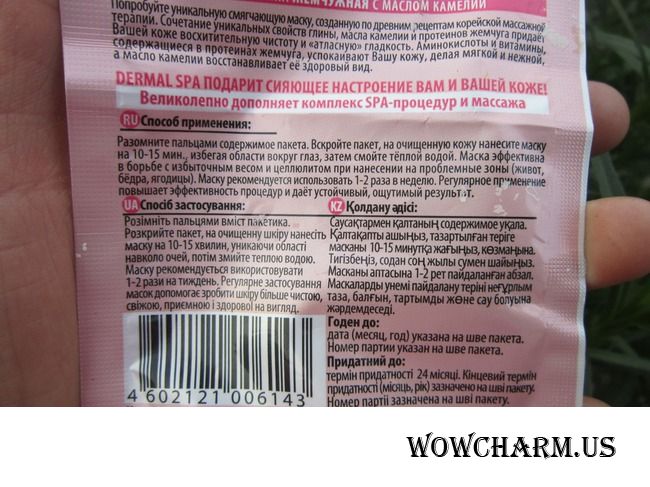 ЖЕМЧУЖНАЯ С МАСЛОМ КАМЕЛИИ
Попробуйте уникальную смягчающую маску, созданную по древним рецептам корейской массажной
терапии. Сочетание уникальных свойств глины, масла камелии и протеинов жемчуга придаёт
Вашей коже восхитительную чистоту и «атласную» гладкость. Аминокислоты и витамины,
содержащиеся в протеинах жемчуга, успокаивают Вашу кожу, делая мягкой и нежной,
а масло камелии восстанавливает её здоровый вид.
DERMAL SPA ПОДАРИТ СИЯЮЩЕЕ НАСТРОЕНИЕ ВАМ И ВАШЕЙ КОЖЕ!
Великолепно дополняет комплекс SPA-процедур и массажа
RU Способ применения:
Разомните пальцами содержимое пакета. Вскройте пакет, на очищенную кожу нанесите маску
на 10-15 мин., избегая области вокруг глаз, затем смойте тёплой водой. Маска эффективна
в борьбе с избыточным весом и целлюлитом при нанесении на проблемные зоны (живот,
бёдра, ягодицы). Маску рекомендуется использовать 1-2 раза в неделю. Регулярное применение
повышает эффективность процедур и даёт устойчивый, ощутимый результат.
UA Спосіб застосування:
Розімніть пальцями вміст пакетика.
Розкрийте пакет, на очищену шкіру нанесіть
маску на 10-15 хвилин, уникаючи області
навколо очей, потім змийте теплою водою.
Маску рекомендується використовувати
1-2 рази на тиждень. Регулярне застосування
масок допомогає зробити шкіру більше чистою,
свіжою, приємною і здорової на вигляд.
KZ Қолдану әдісі:
Саусақтармен қалтаның содержимое уқала.
Қалтақапты ашыңыз, тазартылған теріге
масканы 10-15 минутқа жағыңыз, көзмаңына.
Тигізбеңіз, содан соң жылы сумен шайыңыз.
Масканы аптасына 1-2 рет пайдаланған абзал.
Маскаларды унемі пайдалану теріні неғұрлым
таза, балғын, тартымды және сау болуына
жәрдемдеседі.
Годен до:
дата (месяц, год) указана на шве пакета.
Номер партии указан на шве пакета.
Придатний до:
термін придатності 24 місяці. Кінцевий термін
придатності (місяць, рік) зазначено на шві пакету.
Номер партії зазначена на шві пакету.
4 602121 006143
WOWCHARM.US